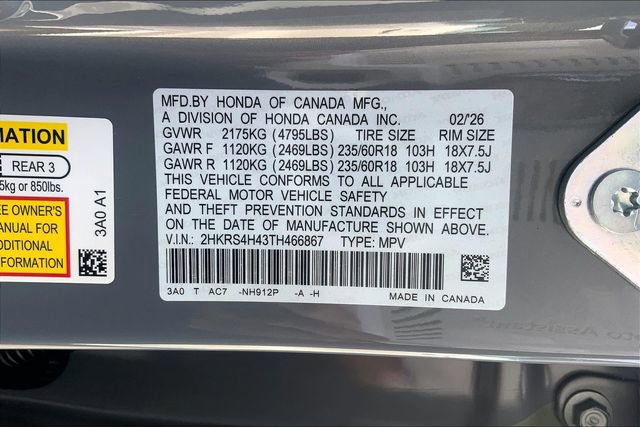 MFD.BY HONDA OF CANADA MFG.,
A DIVISION OF HONDA CANADA INC. 02/'26
GVWR 2175KG (4795LBS) TIRE SIZE RIM SIZE
GAWR F 1120KG (2469LBS) 235/60R18 103H 18X7.5J
GAWR R 1120KG (2469LBS) 235/60R18 103H 18X7.5J
THIS VEHICLE CONFORMS TO ALL APPLICABLE
FEDERAL MOTOR VEHICLE SAFETY
AND THEFT PREVENTION STANDARDS IN EFFECT
ON THE DATE OF MANUFACTURE SHOWN ABOVE.
V.I.N.: 2HKRS4H43TH466867 TYPE: MPV
3A0 T AC7 -NH912P -A -H MADE IN CANADA
MATION
REAR 3
5kg or 850lbs.
EE OWNER'S
ANUAL FOR
DDITIONAL
FORMATION
3A0 A1